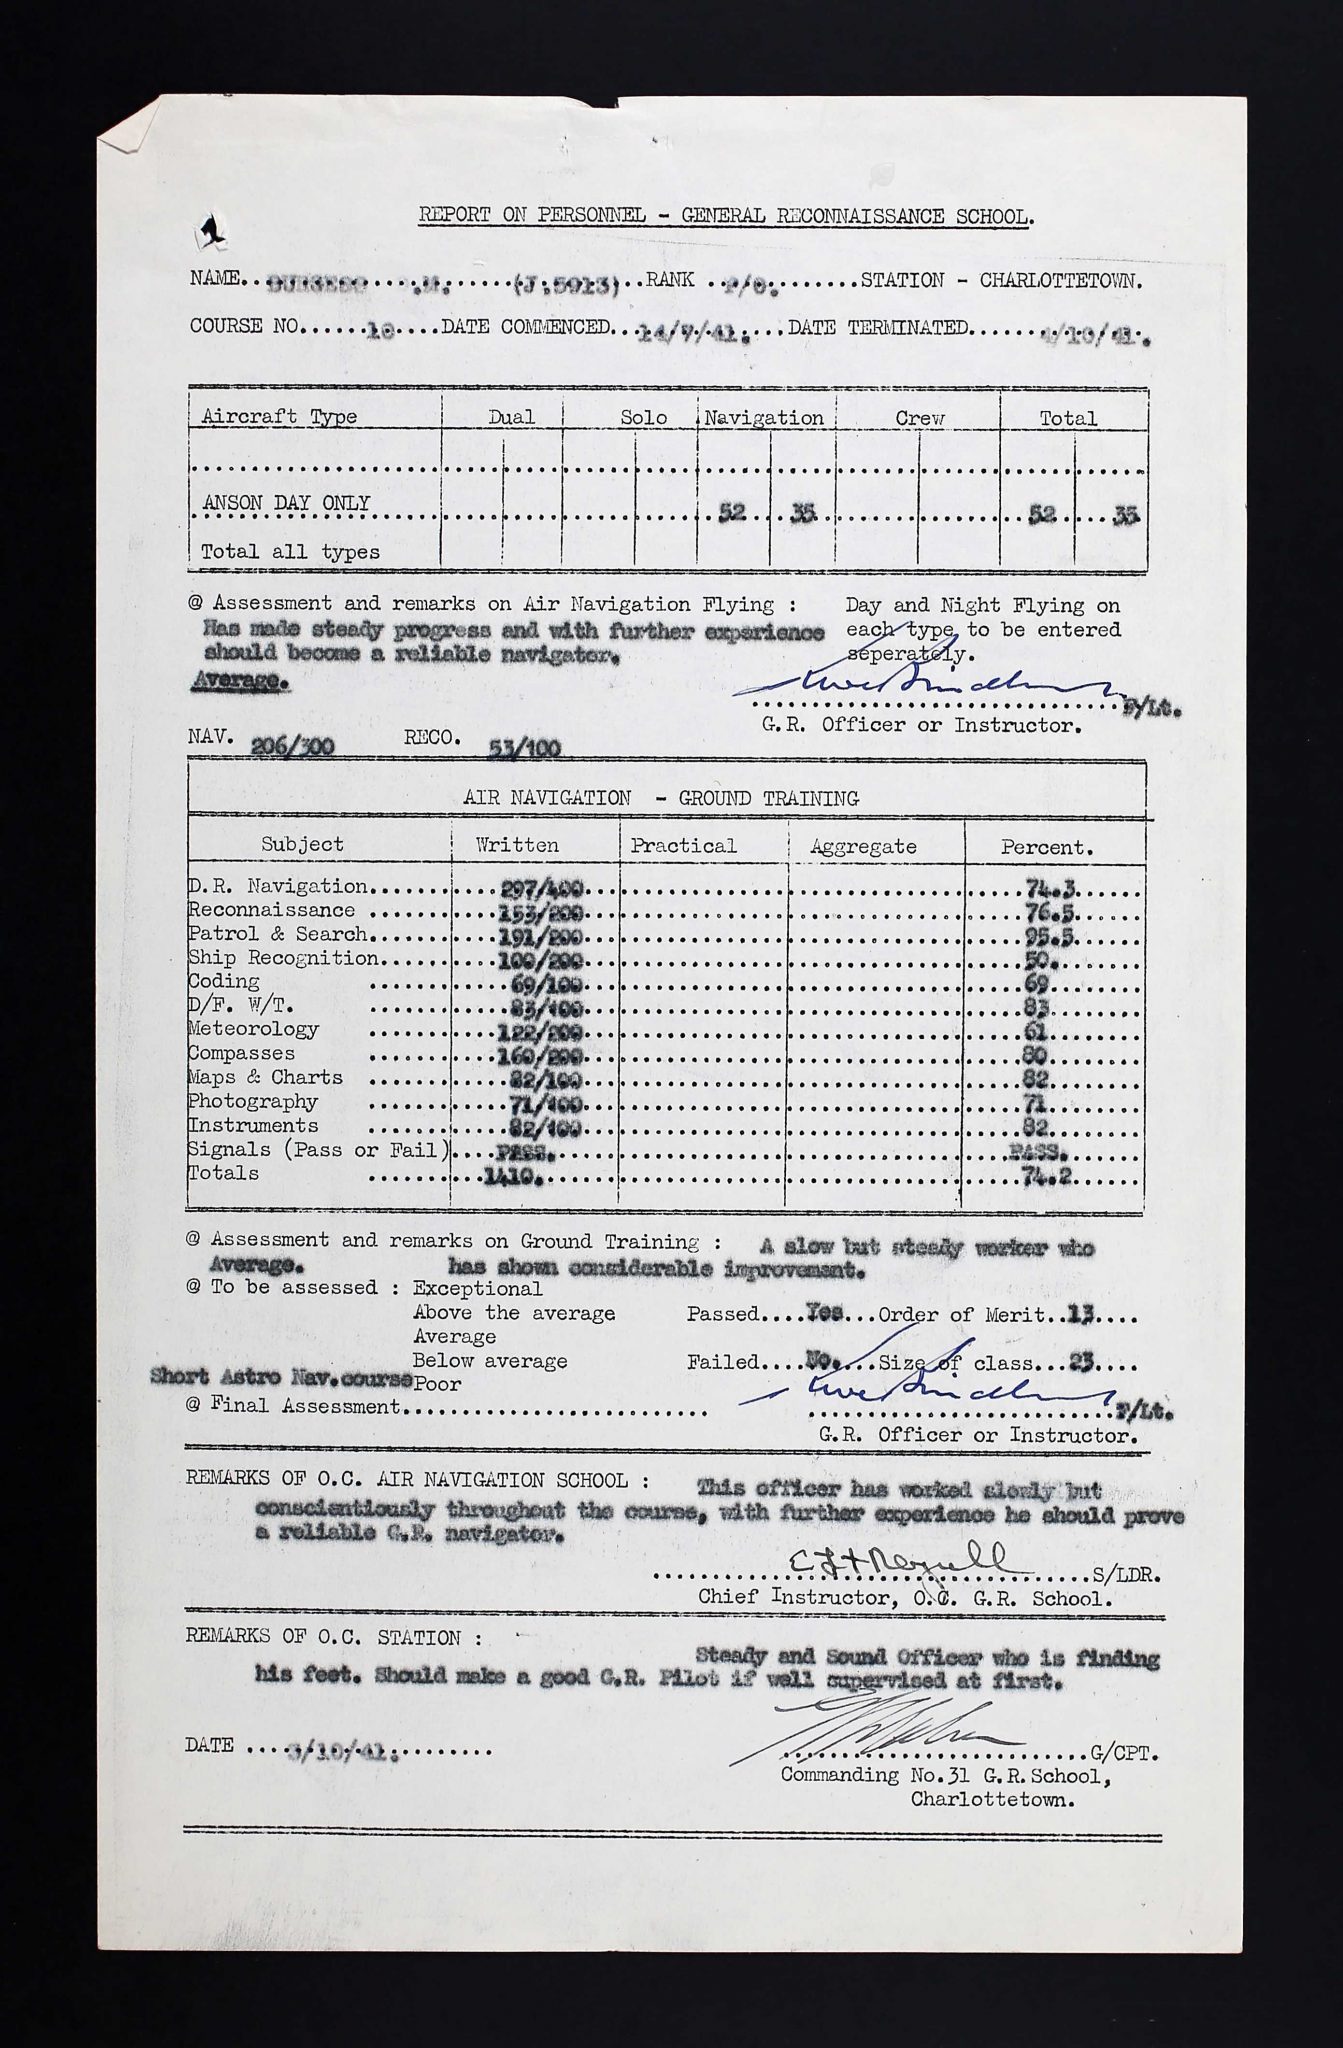 1
REPORT ON PERSONNEL - GENERAL RECONNAISSANCE SCHOOL.
NAME.. BURGESS .M. (J.5913)..RANK ..P/O..........STATION - CHARLOTTETOWN.
COURSE NO......10....DATE COMMENCED...14/7/41....DATE TERMINATED.......4/10/41.
Aircraft Type Dual Solo Navigation Crew Total
ANSON DAY ONLY 52 35 52 35
Total all types
@ Assessment and remarks on Air Navigation Flying : Day and Night Flying on
Has made steady progress and with further experience each type to be entered
should become a reliable navigator. seperately.
Average.
F/Lt.
G.R. Officer or Instructor.
NAV. 206/300 RECO. 53/100
AIR NAVIGATION - GROUND TRAINING
Subject Written Practical Aggregate Percent.
D.R. Navigation 297/400 74.3
Reconnaissance 153/200 76.5
Patrol & Search 191/200 95.5
Ship Recognition 100/200 50.
Coding 69/100 69
D/F. W/T. 83/100 83
Meteorology 122/200 61
Compasses 160/200 80
Maps & Charts 82/100 82
Photography 71/100 71
Instruments 82/100 82
Signals (Pass or Fail) PASS. PASS.
Totals 1410. 74.2
@ Assessment and remarks on Ground Training : A slow but steady worker who
Average. has shown considerable improvement.
@ To be assessed : Exceptional
Above the average Passed....Yes...Order of Merit..13....
Average
Below average Failed....No....Size of class...23....
Short Astro Nav.course Poor
@ Final Assessment..........................
F/Lt.
G.R. Officer or Instructor.
REMARKS OF O.C. AIR NAVIGATION SCHOOL : This officer has worked slowly but
conscientiously throughout the course, with further experience he should prove
a reliable G.R. navigator.
S/LDR.
Chief Instructor, O.C. G.R. School.
REMARKS OF O.C. STATION :
Steady and Sound Officer who is finding
his feet. Should make a good G.R. Pilot if well supervised at first.
DATE ....3/10/41.........
G/CPT.
Commanding No.31 G.R.School,
Charlottetown.